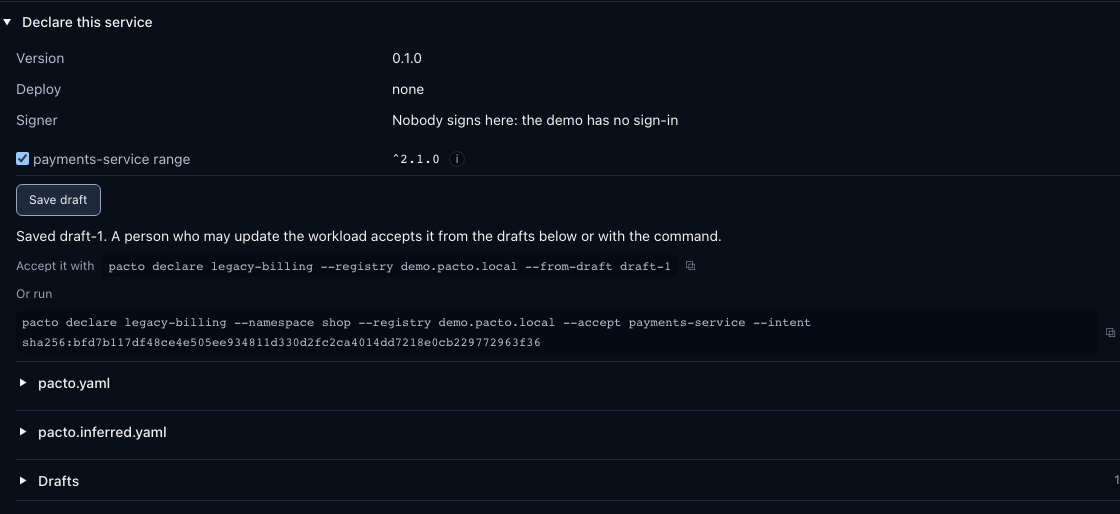 Declare this service
Version 0.1.0
Deploy none
Signer Nobody signs here: the demo has no sign-in
payments-service range ^2.1.0 i
Save draft
Saved draft-1. A person who may update the workload accepts it from the drafts below or with the command.
Accept it with pacto declare legacy-billing --registry demo.pacto.local --from-draft draft-1
Or run
pacto declare legacy-billing --namespace shop --registry demo.pacto.local --accept payments-service --intent
sha256:bfd7b117df48ce4e505ee934811d330d2fc2ca4014dd7218e0cb229772963f36
pacto.yaml
pacto.inferred.yaml
Drafts 1